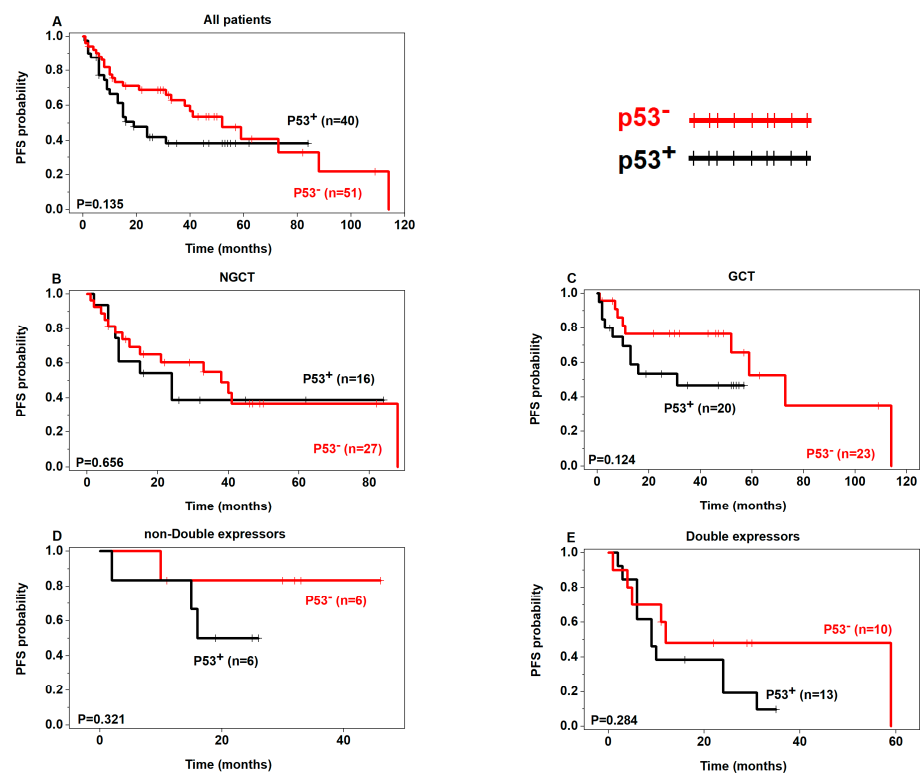 A
All patients
PFS probability
1.0
0.8
0.6
0.4
0.2
0.0
P53+ (n=40)
P53- (n=51)
P=0.135
0 20 40 60 80 100 120
Time (months)
p53-
p53+
B
NGCT
PFS probability
1.0
0.8
0.6
0.4
0.2
0.0
P53+ (n=16)
P53- (n=27)
P=0.656
0 20 40 60 80
Time (months)
C
GCT
PFS probability
1.0
0.8
0.6
0.4
0.2
0.0
P53+ (n=20)
P53- (n=23)
P=0.124
0 20 40 60 80 100 120
Time (months)
D
non-Double expressors
PFS probability
1.0
0.8
0.6
0.4
0.2
0.0
P53- (n=6)
P53+ (n=6)
P=0.321
0 20 40
Time (months)
E
Double expressors
PFS probability
1.0
0.8
0.6
0.4
0.2
0.0
P53- (n=10)
P53+ (n=13)
P=0.284
0 20 40 60
Time (months)